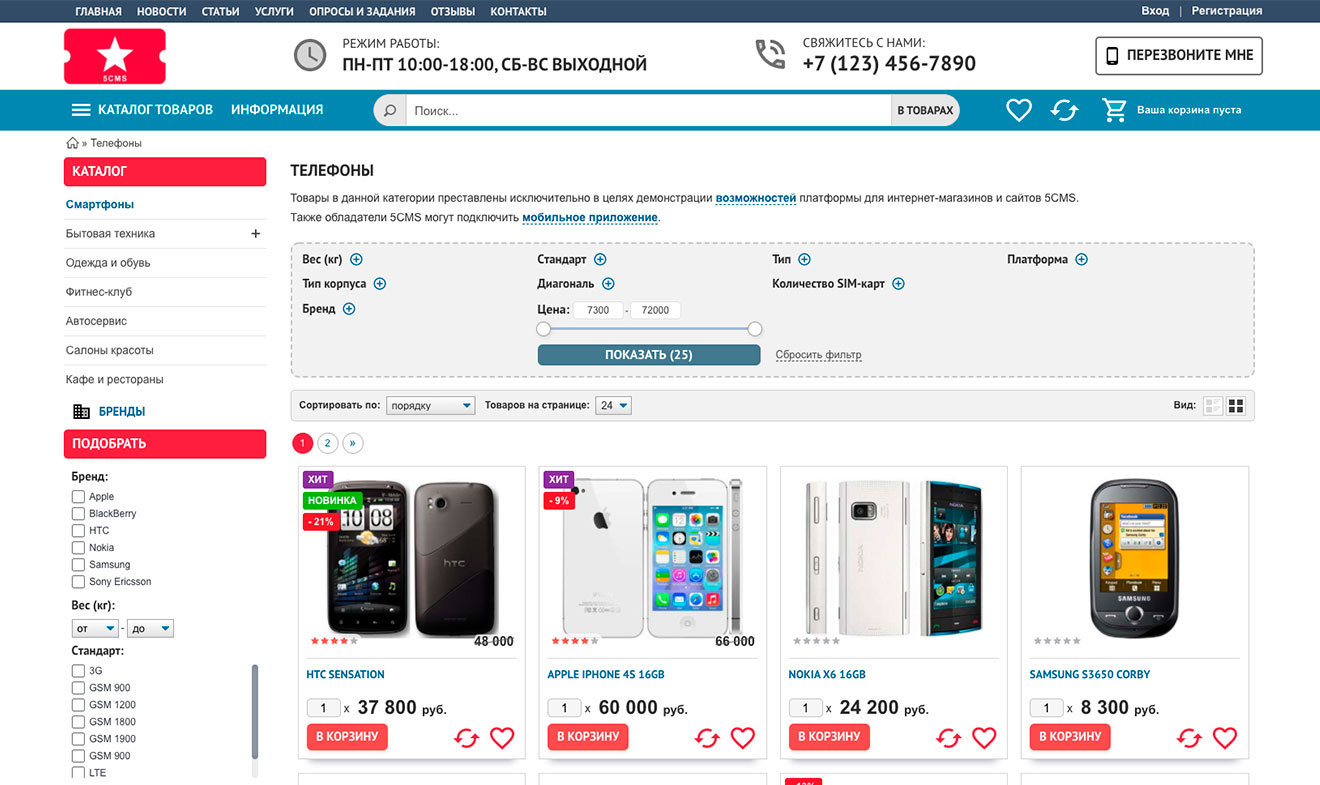 ГЛАВНАЯ НОВОСТИ СТАТЬИ УСЛУГИ ОПРОСЫ И ЗАДАНИЯ ОТЗЫВЫ КОНТАКТЫ Вход | Регистрация
5CMS
РЕЖИМ РАБОТЫ:
ПН-ПТ 10:00-18:00, СБ-ВС ВЫХОДНОЙ
СВЯЖИТЕСЬ С НАМИ:
+7 (123) 456-7890
ПЕРЕЗВОНИТЕ МНЕ
КАТАЛОГ ТОВАРОВ ИНФОРМАЦИЯ Поиск... В ТОВАРАХ Ваша корзина пуста
» Телефоны
КАТАЛОГ
Смартфоны
Бытовая техника +
Одежда и обувь
Фитнес-клуб
Автосервис
Салоны красоты
Кафе и рестораны
БРЕНДЫ
ПОДОБРАТЬ
Бренд:
Apple
BlackBerry
HTC
Nokia
Samsung
Sony Ericsson
Вес (кг):
от - до
Стандарт:
3G
GSM 900
GSM 1200
GSM 1800
GSM 1900
GSM 900
LTE
ТЕЛЕФОНЫ
Товары в данной категории преставлены исключительно в целях демонстрации возможностей платформы для интернет-магазинов и сайтов 5CMS.
Также обладатели 5CMS могут подключить мобильное приложение.
Вес (кг) Стандарт Тип Платформа
Тип корпуса Диагональ Количество SIM-карт
Бренд Цена: 7300 - 72000
ПОКАЗАТЬ (25) Сбросить фильтр
Сортировать по: порядку Товаров на странице: 24 Вид:
1 2 »
ХИТ
НОВИНКА
- 21%
10 08
hTC
48 000
HTC SENSATION
1 x 37 800 руб.
В КОРЗИНУ
ХИТ
- 9%
66 000
APPLE IPHONE 4S 16GB
1 x 60 000 руб.
В КОРЗИНУ
NOKIA
NOKIA X6 16GB
1 x 24 200 руб.
В КОРЗИНУ
SAMSUNG
SAMSUNG S3650 CORBY
1 x 8 300 руб.
В КОРЗИНУ